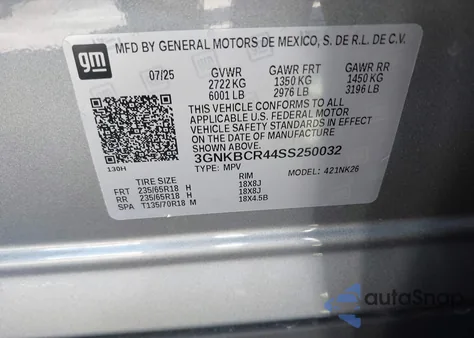 gm
MFD BY GENERAL MOTORS DE MEXICO, S. DE R.L. DE C.V.
07/25 GVWR GAWR FRT GAWR RR
2722 KG 1350 KG 1450 KG
6001 LB 2976 LB 3196 LB
THIS VEHICLE CONFORMS TO ALL
APPLICABLE U.S. FEDERAL MOTOR
VEHICLE SAFETY STANDARDS IN EFFECT ON THE
DATE OF MANUFACTURE SHOWN ABOVE.
3GNKBCR44SS250032
130H TYPE: MPV MODEL: 421NK26
TIRE SIZE RIM
FRT 235/65R18 H 18X8J
RR 235/65R18 H 18X8J
SPA T135/70R18 M 18X4.5B
autoSnap